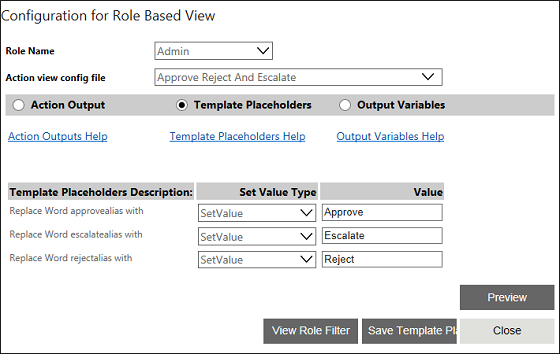 Configuration for Role Based View
Role Name Admin
Action view config file Approve Reject And Escalate
Action Output Template Placeholders Output Variables
Action Outputs Help Template Placeholders Help Output Variables Help
Template Placeholders Description: Set Value Type Value
Replace Word approvealias with SetValue Approve
Replace Word escalatealias with SetValue Escalate
Replace Word rejectalias with SetValue Reject
Preview
View Role Filter Save Template Pla Close